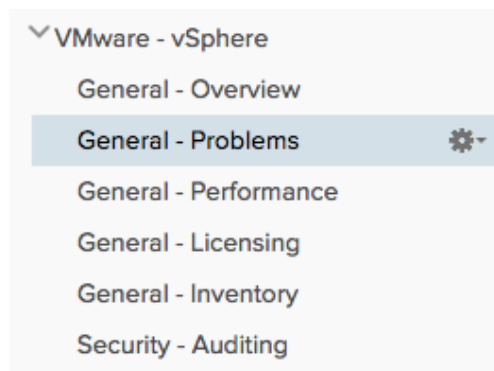 VMware - vSphere
General - Overview
General - Problems
General - Performance
General - Licensing
General - Inventory
Security - Auditing